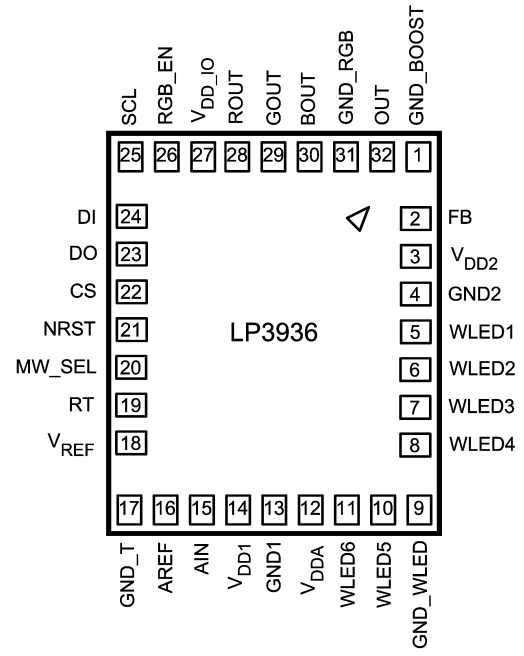 SCL RGB_EN VDD_IO ROUT GOUT BOUT GND_RGB OUT GND_BOOST
25 26 27 28 29 30 31 32 1
DI 24 2 FB
DO 23 3 VDD2
CS 22 4 GND2
NRST 21 LP3936 5 WLED1
MW_SEL 20 6 WLED2
RT 19 7 WLED3
VREF 18 8 WLED4
17 16 15 14 13 12 11 10 9
GND_T AREF AIN VDD1 GND1 VDDA WLED6 WLED5 GND_WLED